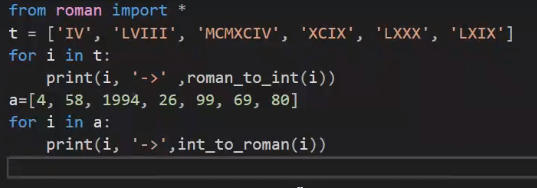 from roman import *
t = ['IV', 'LVIII', 'MCMXCIV', 'XCIX', 'LXXX', 'LXIX']
for i in t:
    print(i, '->' ,roman_to_int(i))
a=[4, 58, 1994, 26, 99, 69, 80]
for i in a:
    print(i, '->',int_to_roman(i))